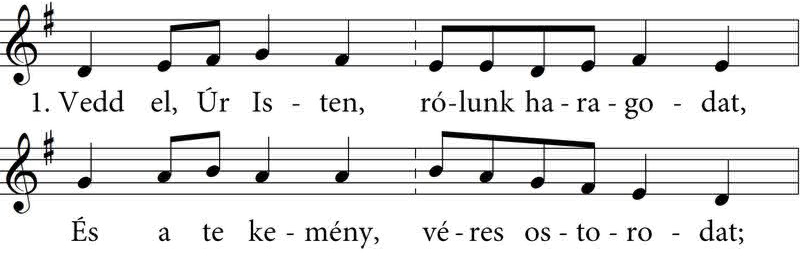 1. Vedd el, Úr Is - ten, ró-lunk ha - ra - go - dat,
És a te ke - mény, vé - res os - to - ro - dat;